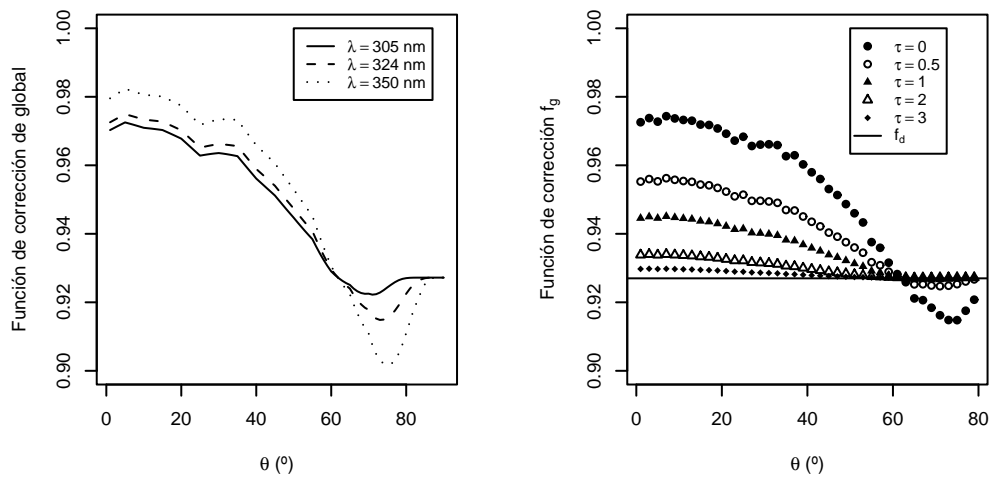 Función de corrección de global
1.00
0.98
0.96
0.94
0.92
0.90
0 20 40 60 80
θ (º)
λ = 305 nm
λ = 324 nm
λ = 350 nm
Función de corrección fg
1.00
0.98
0.96
0.94
0.92
0.90
0 20 40 60 80
θ (º)
τ = 0
τ = 0.5
τ = 1
τ = 2
τ = 3
fd